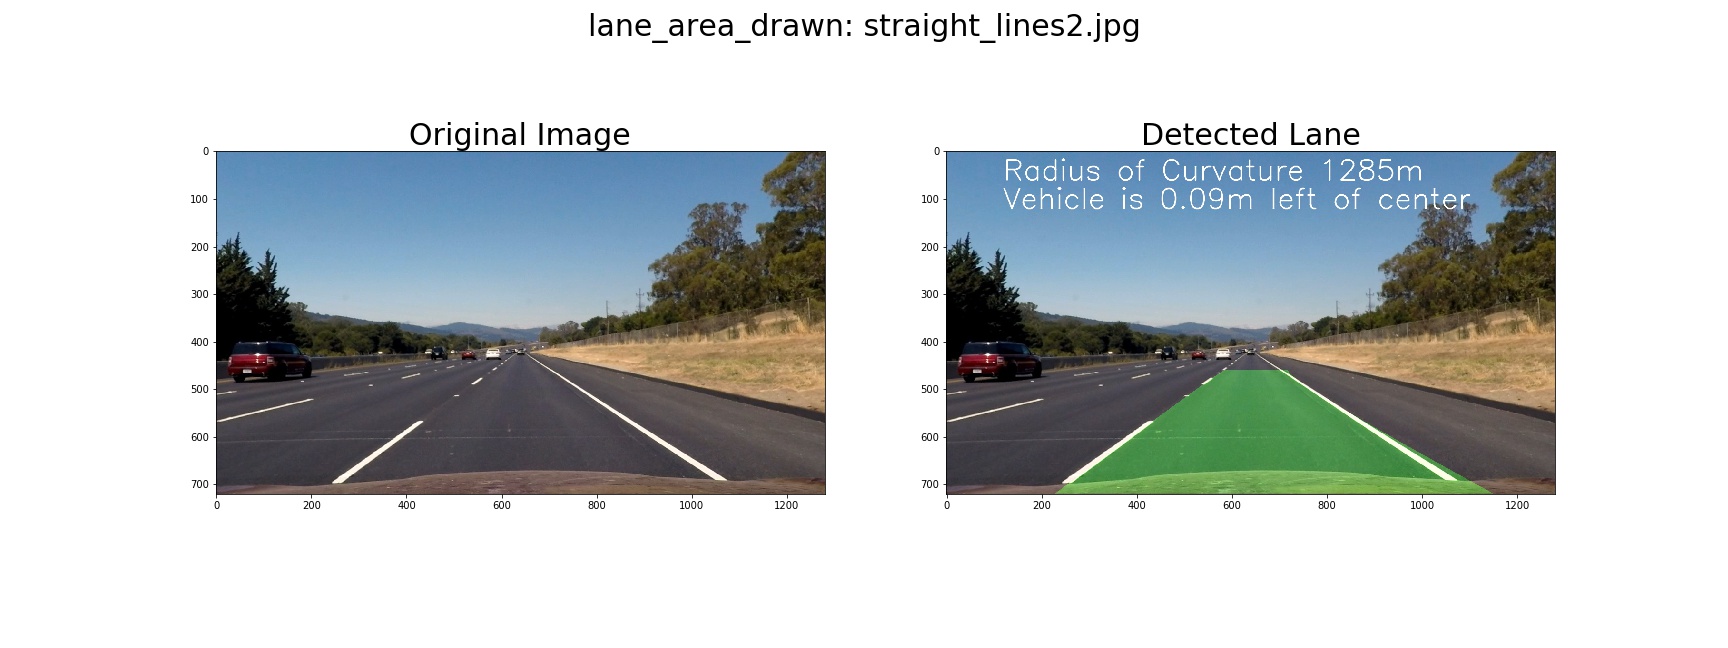 lane_area_drawn: straight_lines2.jpg
Original Image
0
100
200
300
400
500
600
700
0 200 400 600 800 1000 1200
Detected Lane
Radius of Curvature 1285m
Vehicle is 0.09m left of center
0
100
200
300
400
500
600
700
0 200 400 600 800 1000 1200